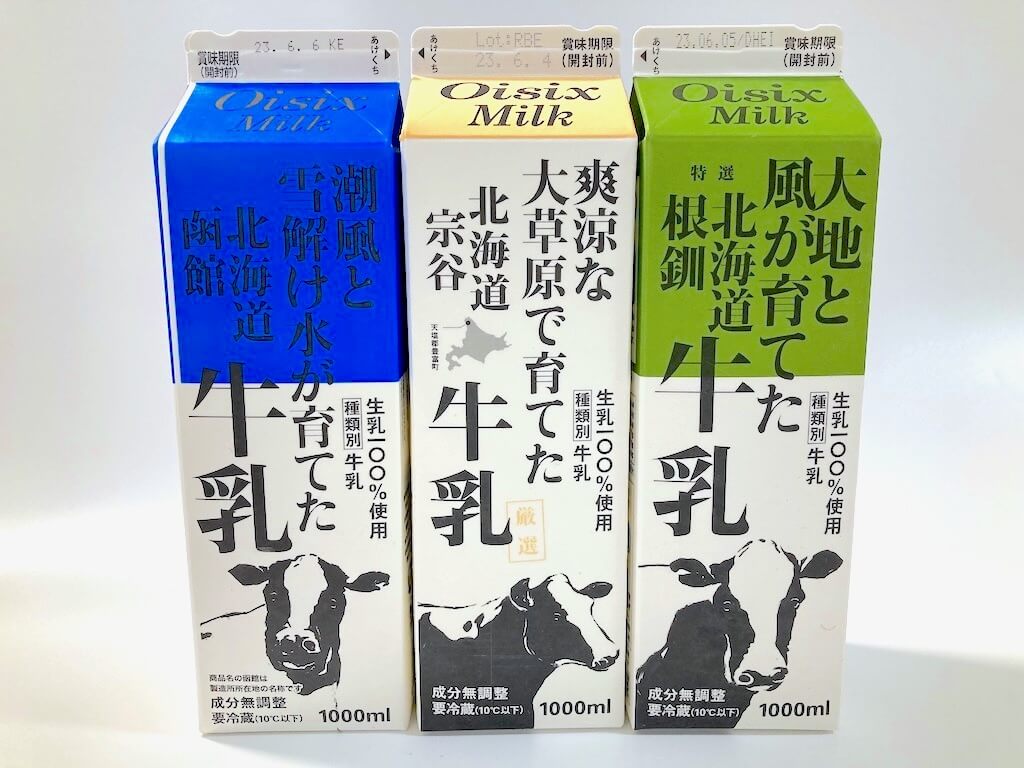 賞味期限
(開封前)
23. 6. 6 KE
あけくち
Oisix
Milk
潮風と
雪解け水が育てた
北海道
函館
牛乳
生乳一〇〇%使用
種類別 牛乳
商品名の函館は
製造所所在地の名称です
成分無調整
要冷蔵(10℃以下)
1000ml
あけくち
Lot:RBE
23. 6. 4
賞味期限
(開封前)
Oisix
Milk
爽涼な
大草原で育てた
北海道
宗谷
天塩郡豊富町
牛乳
生乳一〇〇%使用
種類別 牛乳
厳選
成分無調整
要冷蔵(10℃以下)
1000ml
あけくち
23.06.05/DHEI
賞味期限
(開封前)
Oisix
Milk
大地と
風が育てた
特選
北海道
根釧
牛乳
生乳一〇〇%使用
種類別 牛乳
成分無調整
要冷蔵(10℃以下)
1000ml